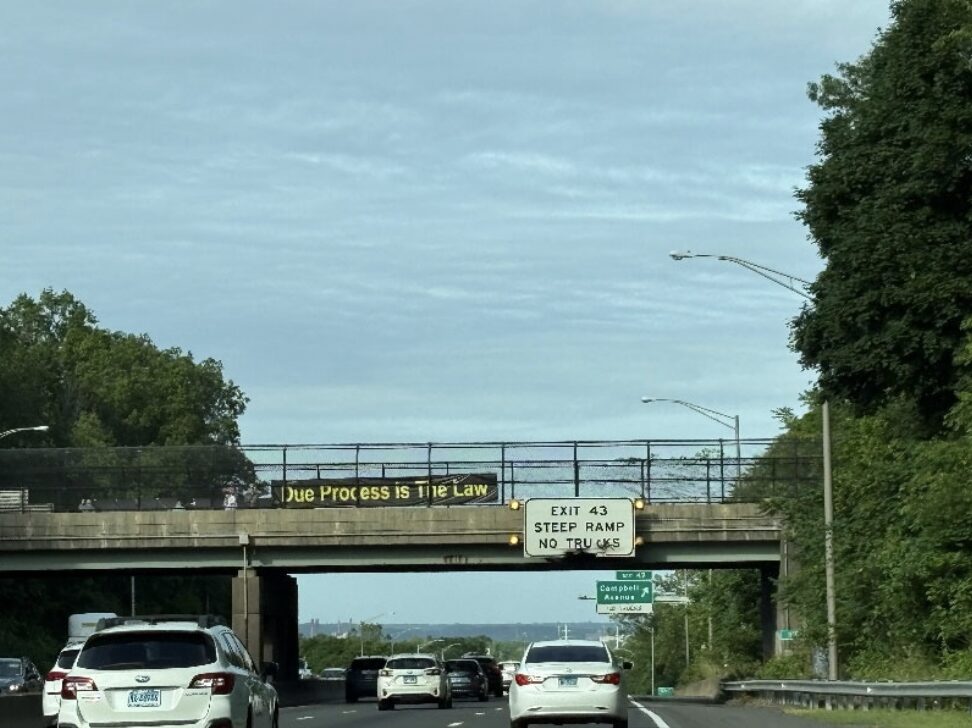 Due Process is The Law
EXIT 43
STEEP RAMP
NO TRUCKS
Campbell
Avenue